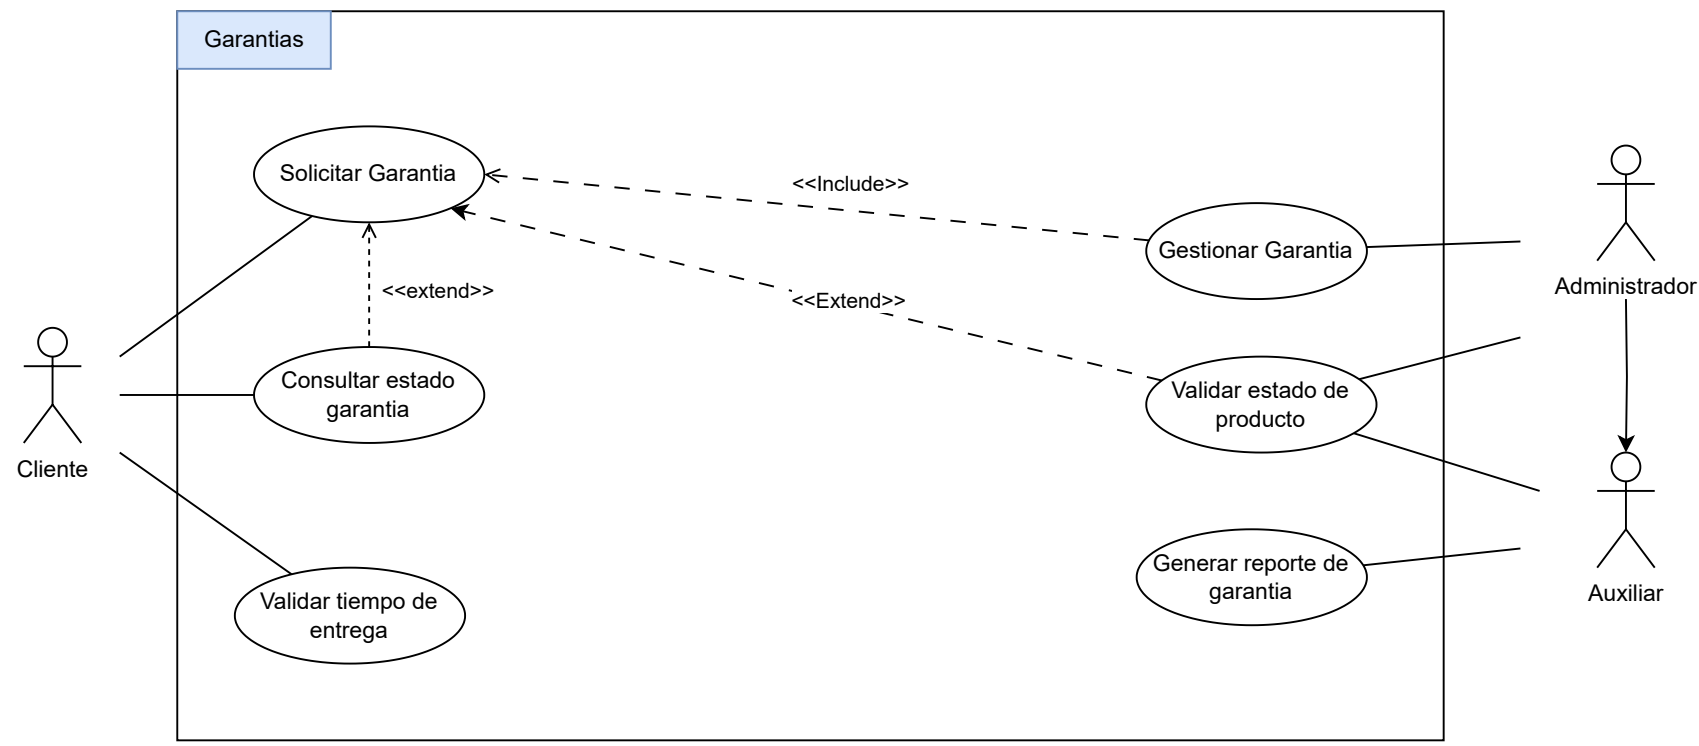 Garantias
Solicitar Garantia
<<Include>>
Gestionar Garantia
Administrador
<<extend>>
<<Extend>>
Consultar estado
garantia
Validar estado de
producto
Cliente
Generar reporte de
garantia
Auxiliar
Validar tiempo de
entrega